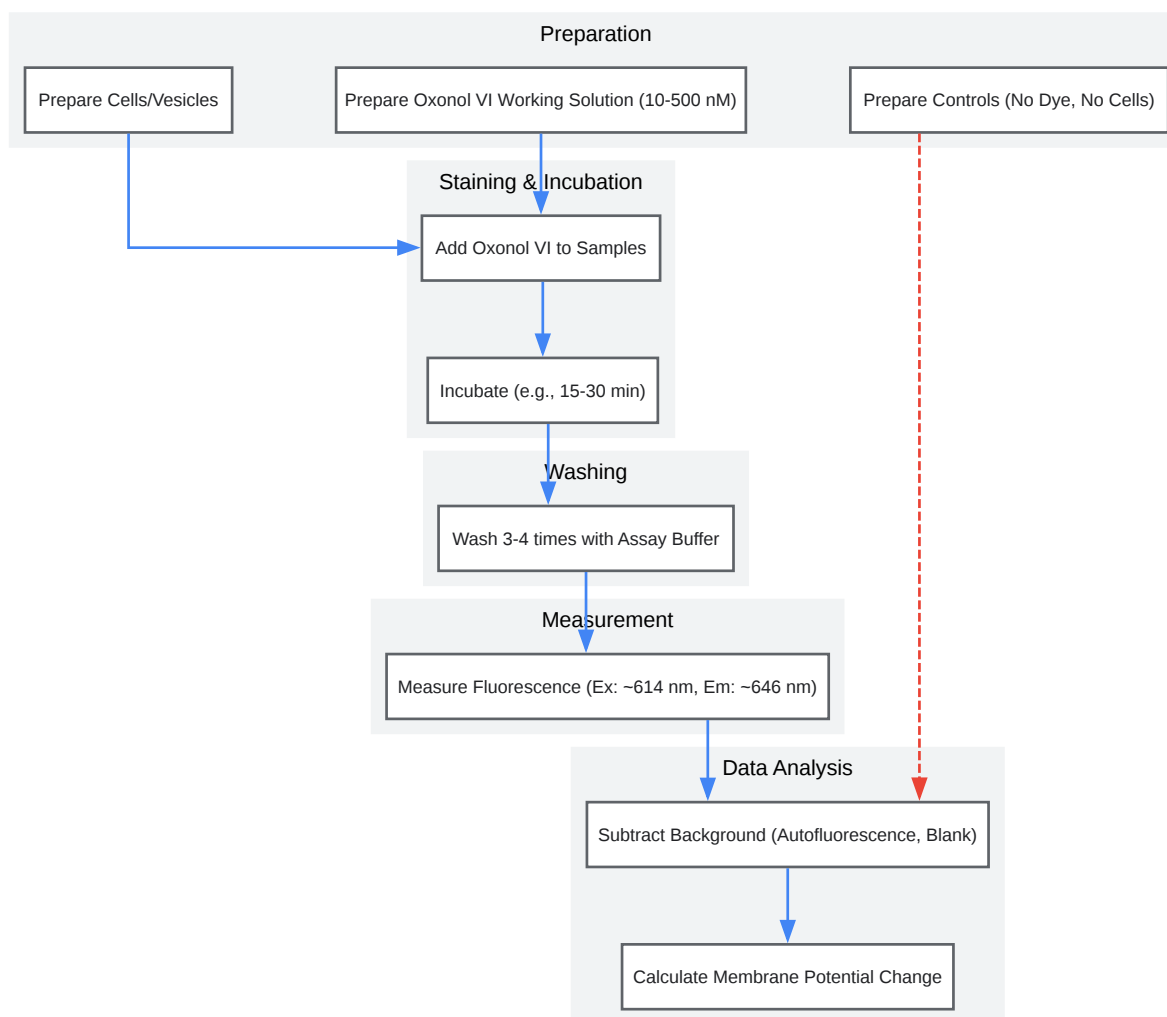 Preparation
Prepare Cells/Vesicles
Prepare Oxonol VI Working Solution (10-500 nM)
Prepare Controls (No Dye, No Cells)
Staining & Incubation
Add Oxonol VI to Samples
Incubate (e.g., 15-30 min)
Washing
Wash 3-4 times with Assay Buffer
Measurement
Measure Fluorescence (Ex: ~614 nm, Em: ~646 nm)
Data Analysis
Subtract Background (Autofluorescence, Blank)
Calculate Membrane Potential Change